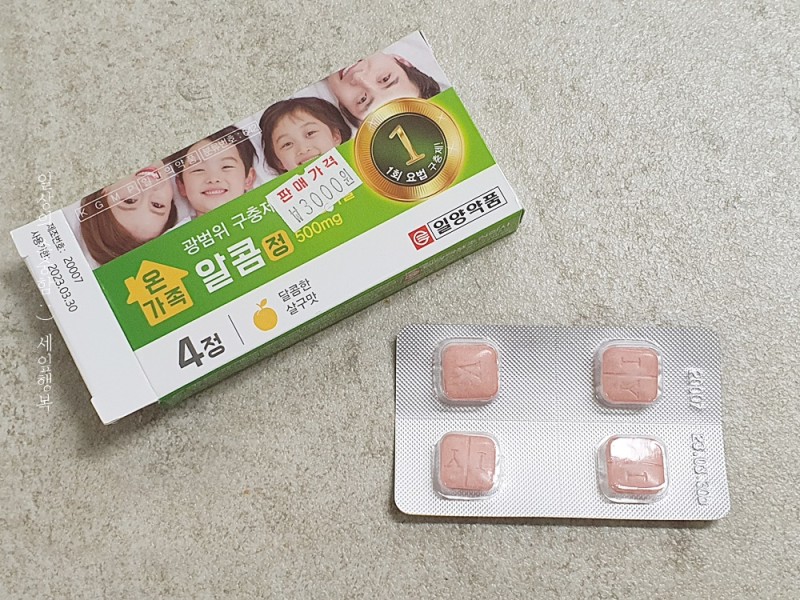 KGMP
판매가격
₩3000원
1
1회 요법 구충제!
광범위 구충제
온가족
알콤정
500mg
일양약품
달콤한
살구맛
4정
제조번호: 20007
사용기한: 2023.03.30
세잎행복
I Y
I Y
I
20007